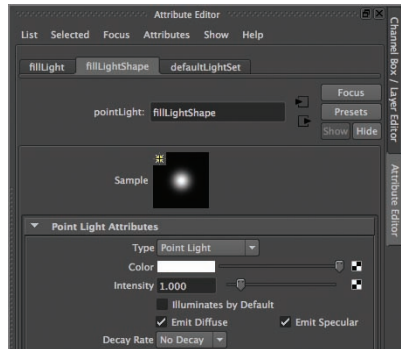 Attribute Editor
List Selected Focus Attributes Show Help
fillLight fillLightShape defaultLightSet
Focus
pointLight: fillLightShape
Presets
Show Hide
Sample
Point Light Attributes
Type Point Light
Color
Intensity 1.000
Illuminates by Default
Emit Diffuse Emit Specular
Decay Rate No Decay
Channel Box / Layer Editor
Attribute Editor